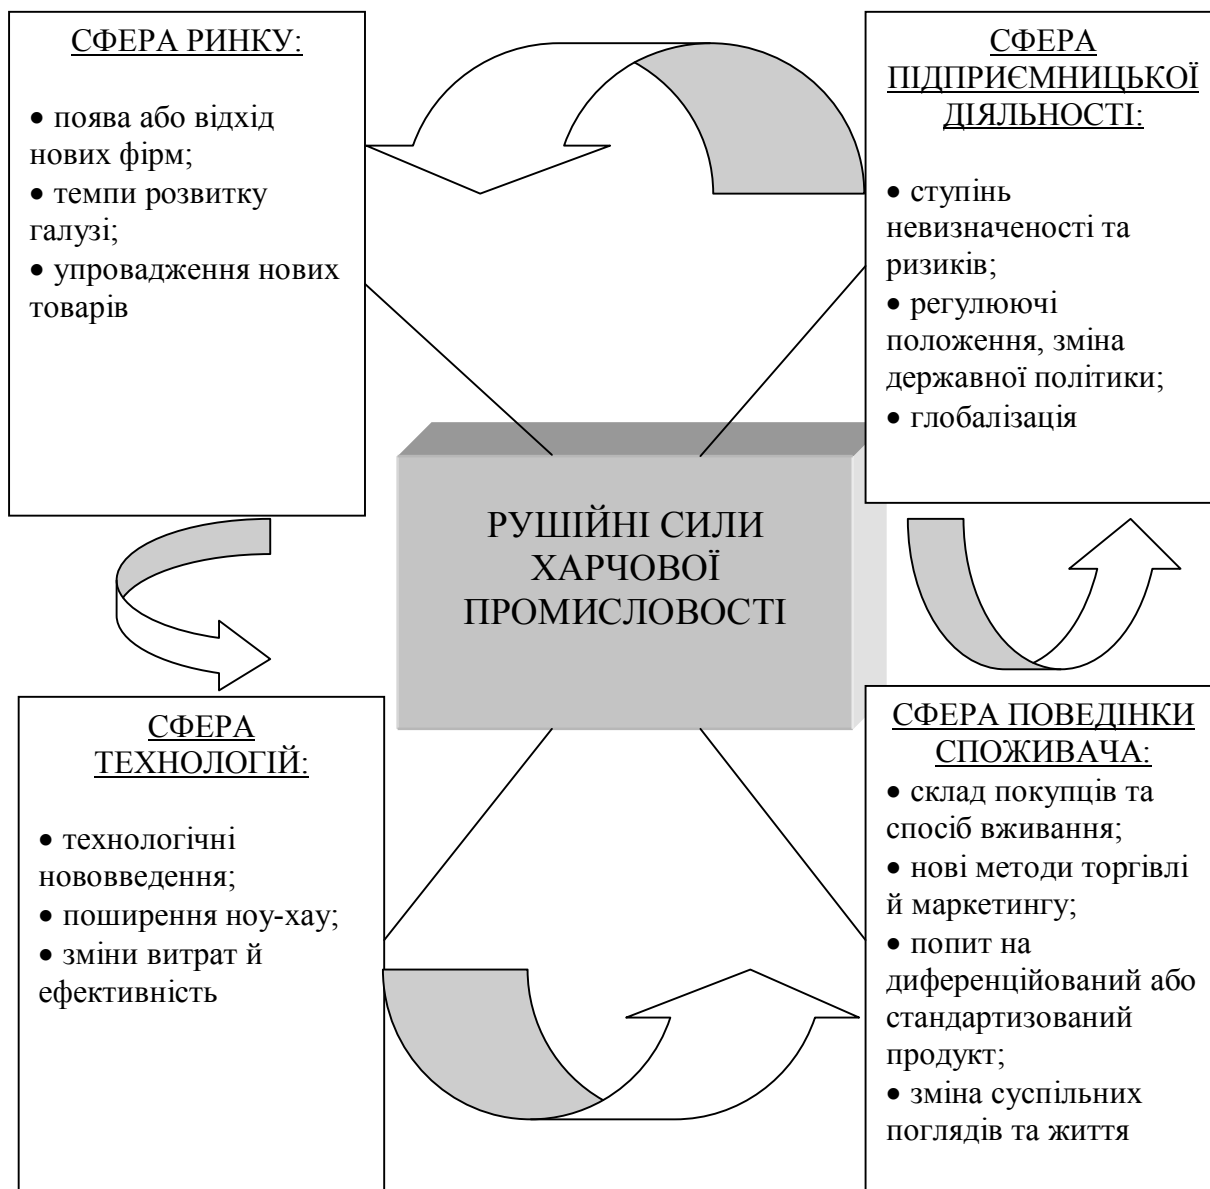 СФЕРА РИНКУ:
• поява або відхід
нових фірм;
• темпи розвитку
галузі;
• упровадження нових
товарів
СФЕРА
ПІДПРИЄМНИЦЬКОЇ
ДІЯЛЬНОСТІ:
• ступінь
невизначеності та
ризиків;
• регулюючі
положення, зміна
державної політики;
• глобалізація
РУШІЙНІ СИЛИ
ХАРЧОВОЇ
ПРОМИСЛОВОСТІ
СФЕРА
ТЕХНОЛОГІЙ:
• технологічні
нововведення;
• поширення ноу-хау;
• зміни витрат й
ефективність
СФЕРА ПОВЕДІНКИ
СПОЖИВАЧА:
• склад покупців та
спосіб вживання;
• нові методи торгівлі
й маркетингу;
• попит на
диференційований або
стандартизований
продукт;
• зміна суспільних
поглядів та життя